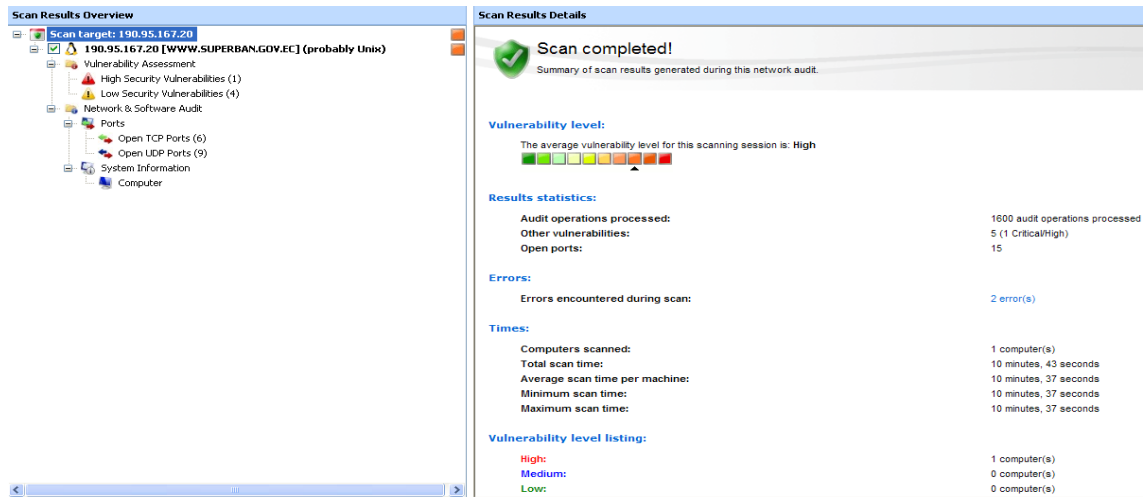 Scan Results Overview
Scan target: 190.95.167.20
190.95.167.20 [WWW.SUPERBAN.GOV.EC] (probably Unix)
Vulnerability Assessment
High Security Vulnerabilities (1)
Low Security Vulnerabilities (4)
Network & Software Audit
Ports
Open TCP Ports (6)
Open UDP Ports (9)
System Information
Computer
Scan Results Details
Scan completed!
Summary of scan results generated during this network audit.
Vulnerability level:
The average vulnerability level for this scanning session is: High
Results statistics:
Audit operations processed: 1600 audit operations processed
Other vulnerabilities: 5 (1 Critical/High)
Open ports: 15
Errors:
Errors encountered during scan: 2 error(s)
Times:
Computers scanned: 1 computer(s)
Total scan time: 10 minutes, 43 seconds
Average scan time per machine: 10 minutes, 37 seconds
Minimum scan time: 10 minutes, 37 seconds
Maximum scan time: 10 minutes, 37 seconds
Vulnerability level listing:
High: 1 computer(s)
Medium: 0 computer(s)
Low: 0 computer(s)